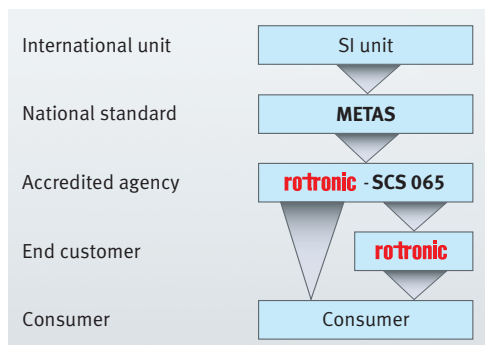 International unit
SI unit
National standard
METAS
Accredited agency
rotronic - SCS 065
End customer
rotronic
Consumer
Consumer